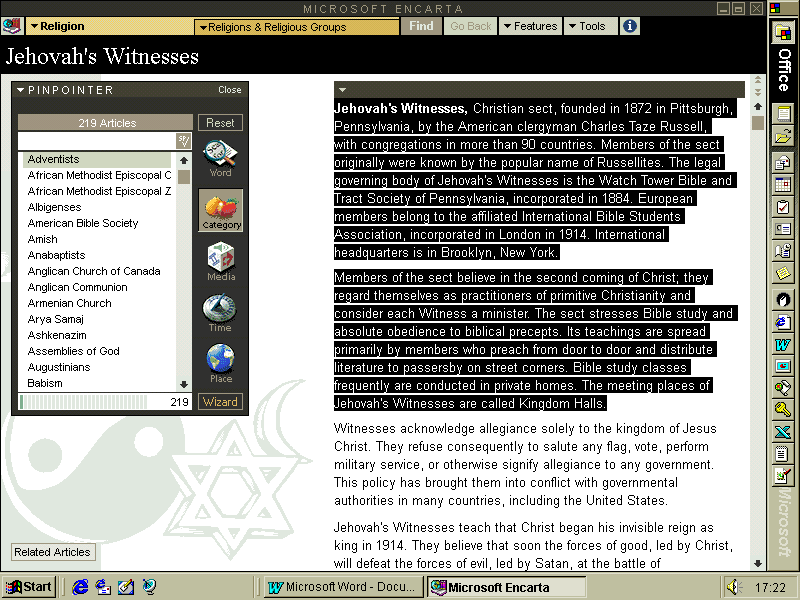 MICROSOFT ENCARTA
Religion
Religions & Religious Groups
Find
Go Back
Features
Tools
Jehovah's Witnesses
Office
PINPOINTER
Close
219 Articles
Reset
Adventists
African Methodist Episcopal C
African Methodist Episcopal Z
Albigenses
American Bible Society
Amish
Anabaptists
Anglican Church of Canada
Anglican Communion
Armenian Church
Arya Samaj
Ashkenazim
Assemblies of God
Augustinians
Babism
219
Word
Category
Media
Time
Place
Wizard
Jehovah's Witnesses, Christian sect, founded in 1872 in Pittsburgh,
Pennsylvania, by the American clergyman Charles Taze Russell,
with congregations in more than 90 countries. Members of the sect
originally were known by the popular name of Russellites. The legal
governing body of Jehovah's Witnesses is the Watch Tower Bible and
Tract Society of Pennsylvania, incorporated in 1884. European
members belong to the affiliated International Bible Students
Association, incorporated in London in 1914. International
headquarters is in Brooklyn, New York.
Members of the sect believe in the second coming of Christ; they
regard themselves as practitioners of primitive Christianity and
consider each Witness a minister. The sect stresses Bible study and
absolute obedience to biblical precepts. Its teachings are spread
primarily by members who preach from door to door and distribute
literature to passersby on street corners. Bible study classes
frequently are conducted in private homes. The meeting places of
Jehovah's Witnesses are called Kingdom Halls.
Witnesses acknowledge allegiance solely to the kingdom of Jesus
Christ. They refuse consequently to salute any flag, vote, perform
military service, or otherwise signify allegiance to any government.
This policy has brought them into conflict with governmental
authorities in many countries, including the United States.
Jehovah's Witnesses teach that Christ began his invisible reign as
king in 1914. They believe that soon the forces of good, led by Christ,
will defeat the forces of evil, led by Satan, at the battle of
Related Articles
Microsoft
Start
Microsoft Word - Docu...
Microsoft Encarta
17:22